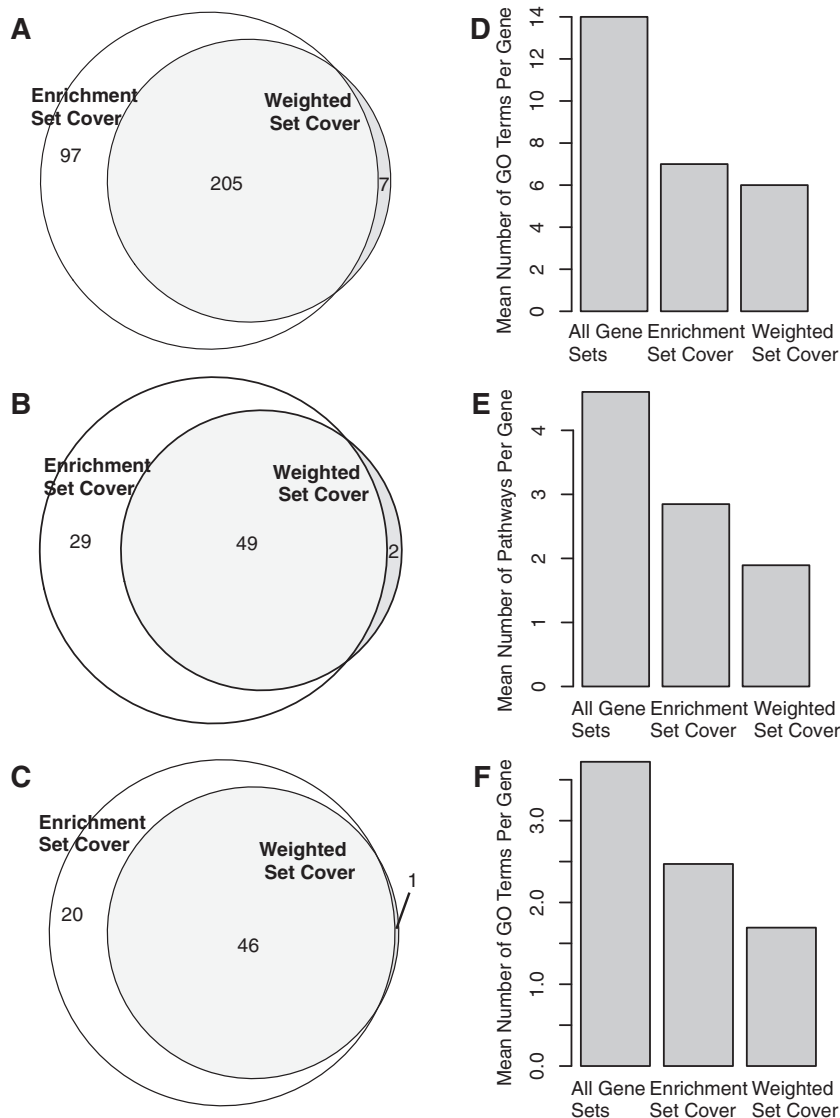 A
Enrichment
Set Cover
97
Weighted
Set Cover
205
7
D
Mean Number of GO Terms Per Gene
0
2
4
6
8
10
12
14
All Gene Sets
Enrichment Set Cover
Weighted Set Cover
B
Enrichment
Set Cover
29
Weighted
Set Cover
49
2
E
Mean Number of Pathways Per Gene
0
1
2
3
4
All Gene Sets
Enrichment Set Cover
Weighted Set Cover
C
Enrichment
Set Cover
20
Weighted
Set Cover
46
1
F
Mean Number of GO Terms Per Gene
0.0
1.0
2.0
3.0
All Gene Sets
Enrichment Set Cover
Weighted Set Cover